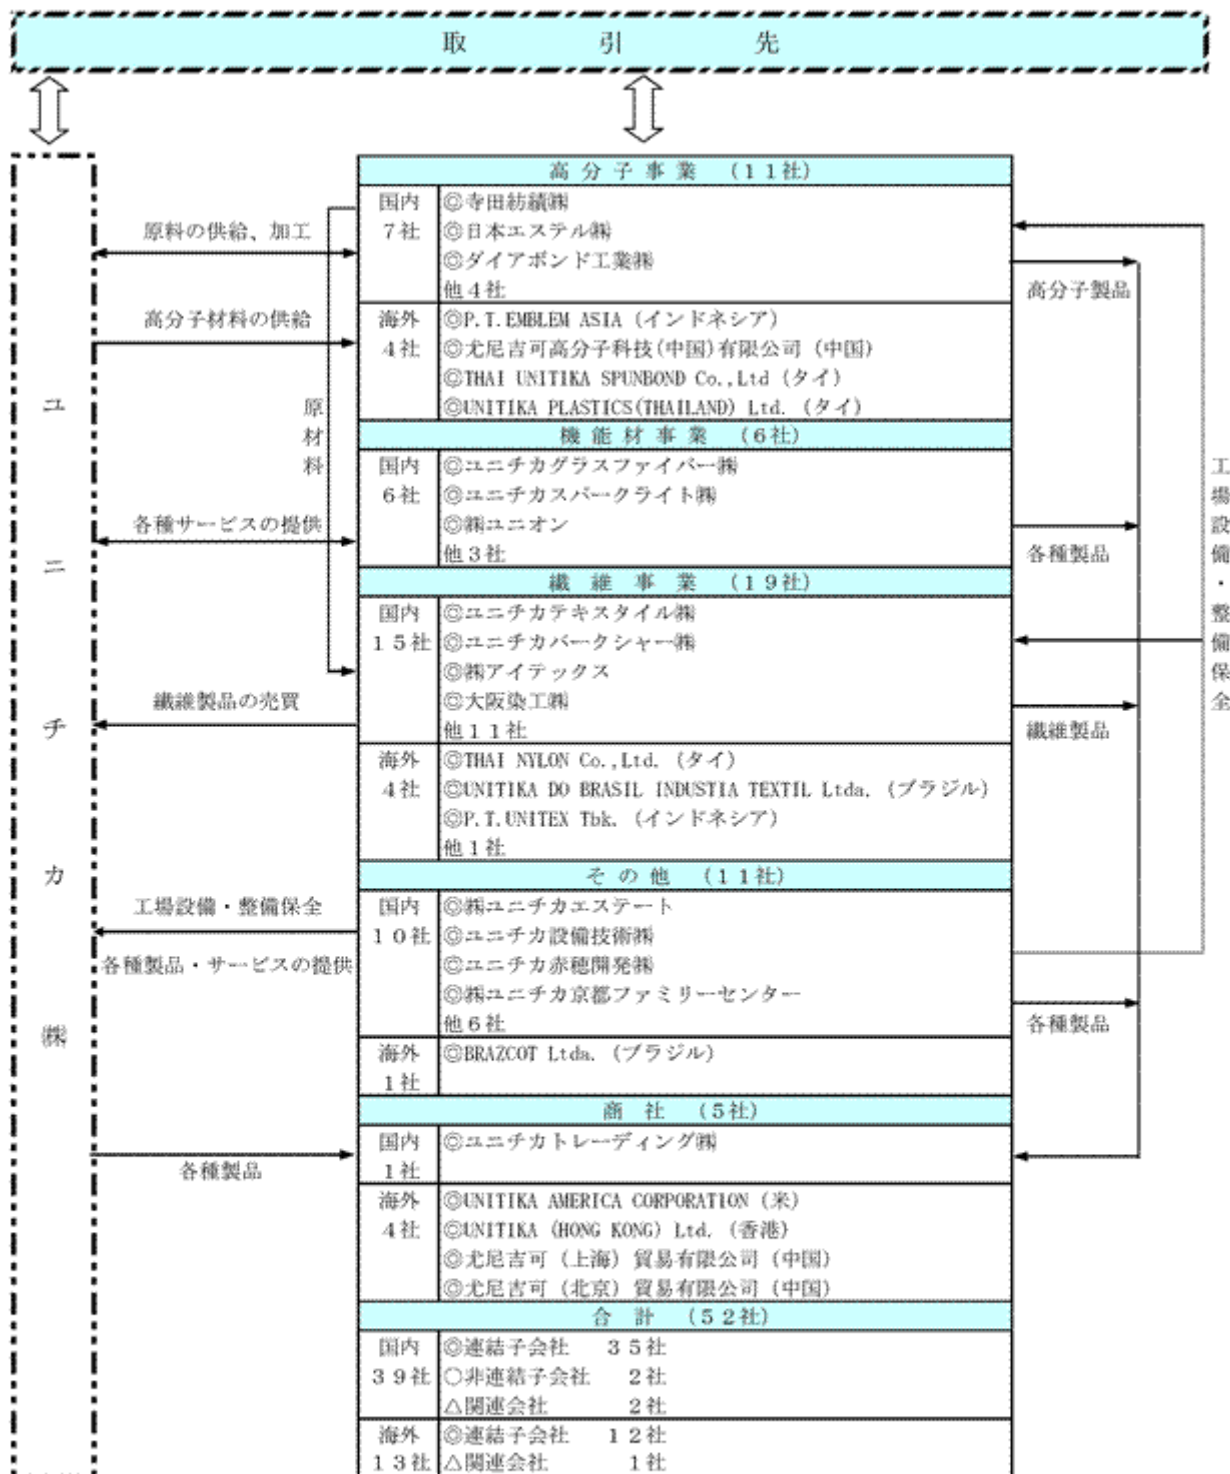 取引先
ユニチカ㈱
原料の供給、加工
高分子材料の供給
原材料
各種サービスの提供
繊維製品の売買
工場設備・整備保全
各種製品・サービスの提供
各種製品
高分子事業 (11社)
国内 ◎寺田紡績㈱
7社 ◎日本エステル㈱
◎ダイアボンド工業㈱
他4社
海外 ◎P.T.EMBLEM ASIA (インドネシア)
4社 ◎尤尼吉可高分子科技(中国)有限公司 (中国)
◎THAI UNITIKA SPUNBOND Co.,Ltd (タイ)
◎UNITIKA PLASTICS(THAILAND) Ltd. (タイ)
機能材事業 (6社)
国内 ◎ユニチカグラスファイバー㈱
6社 ◎ユニチカスパークライト㈱
◎㈱ユニオン
他3社
繊維事業 (19社)
国内 ◎ユニチカテキスタイル㈱
15社 ◎ユニチカバークシャー㈱
◎㈱アイテックス
◎大阪染工㈱
他11社
海外 ◎THAI NYLON Co.,Ltd. (タイ)
4社 ◎UNITIKA DO BRASIL INDUSTIA TEXTIL Ltda. (ブラジル)
◎P.T.UNITEX Tbk. (インドネシア)
他1社
その他 (11社)
国内 ◎㈱ユニチカエステート
10社 ◎ユニチカ設備技術㈱
◎ユニチカ赤穂開発㈱
◎㈱ユニチカ京都ファミリーセンター
他6社
海外 ◎BRAZCOT Ltda. (ブラジル)
1社
商社 (5社)
国内 ◎ユニチカトレーディング㈱
1社
海外 ◎UNITIKA AMERICA CORPORATION (米)
4社 ◎UNITIKA (HONG KONG) Ltd. (香港)
◎尤尼吉可 (上海) 貿易有限公司 (中国)
◎尤尼吉可 (北京) 貿易有限公司 (中国)
合計 (52社)
国内 ◎連結子会社 35社
39社 ○非連結子会社 2社
△関連会社 2社
海外 ◎連結子会社 12社
13社 △関連会社 1社
高分子製品
各種製品
繊維製品
各種製品
工場設備・整備保全